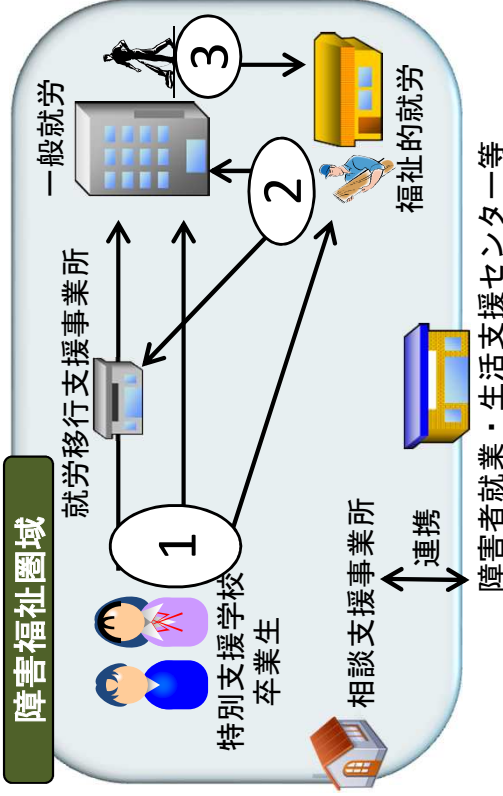 障害福祉圏域
就労移行支援事業所
一般就労
1
2
3
特別支援学校
卒業生
福祉的就労
相談支援事業所
連携
障害者就業・生活支援センター等